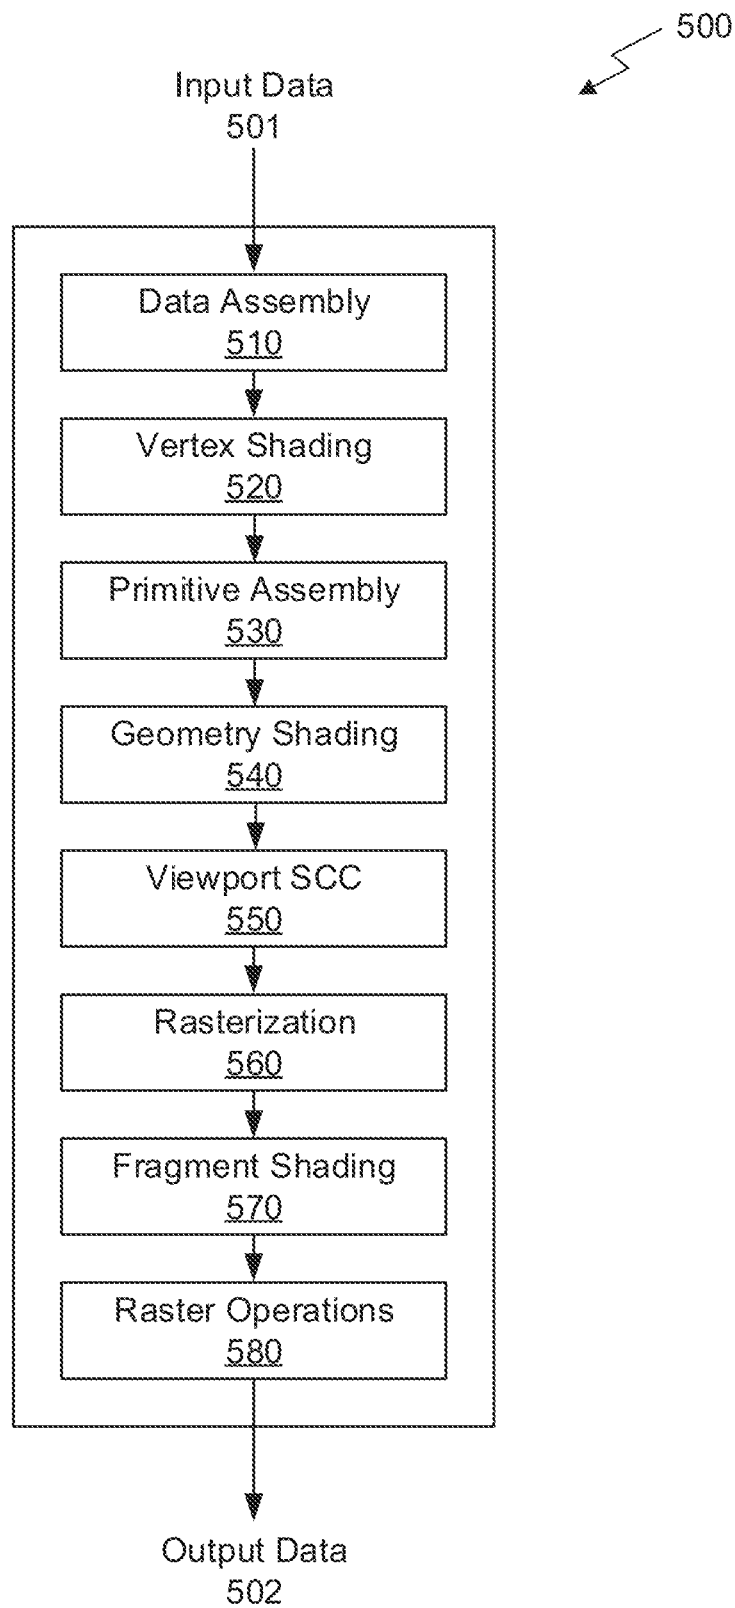 500
Input Data
501
Data Assembly
510
Vertex Shading
520
Primitive Assembly
530
Geometry Shading
540
Viewport SCC
550
Rasterization
560
Fragment Shading
570
Raster Operations
580
Output Data
502